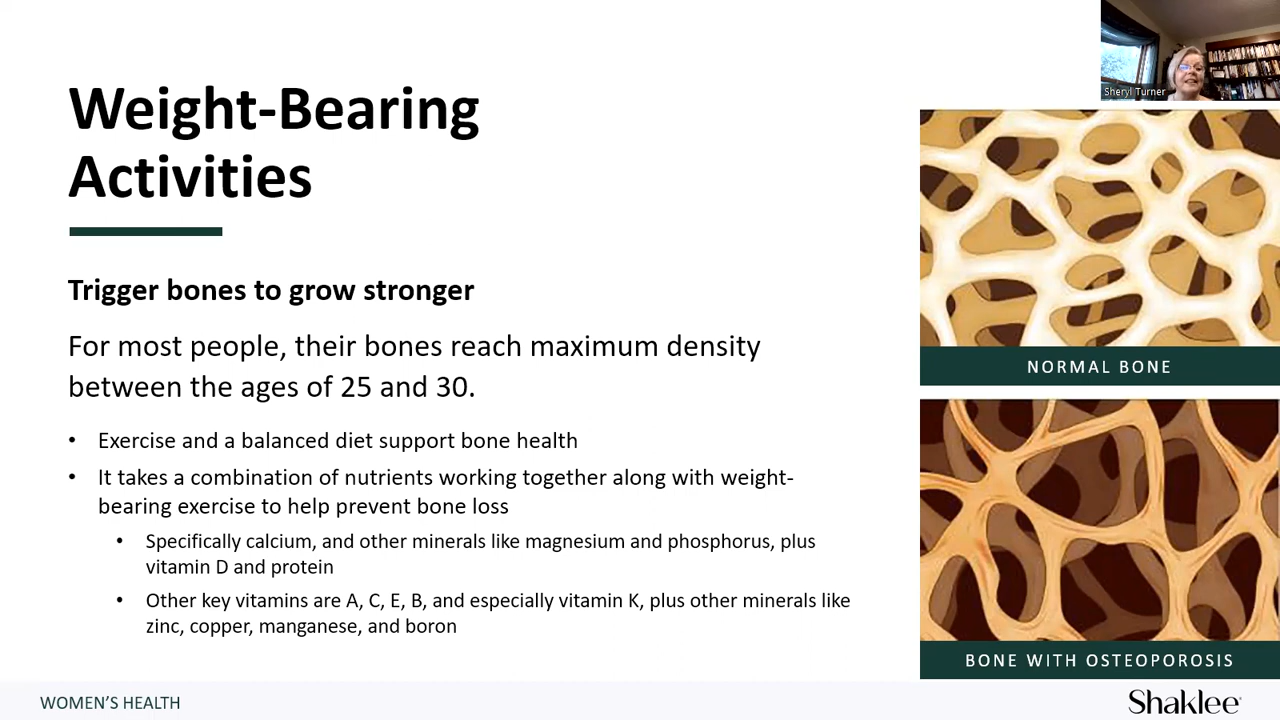 Sheryl Turner
Weight-Bearing
Activities
Trigger bones to grow stronger
For most people, their bones reach maximum density
between the ages of 25 and 30.
• Exercise and a balanced diet support bone health
• It takes a combination of nutrients working together along with weight-
bearing exercise to help prevent bone loss
• Specifically calcium, and other minerals like magnesium and phosphorus, plus
vitamin D and protein
• Other key vitamins are A, C, E, B, and especially vitamin K, plus other minerals like
zinc, copper, manganese, and boron
NORMAL BONE
BONE WITH OSTEOPOROSIS
WOMEN’S HEALTH
Shaklee